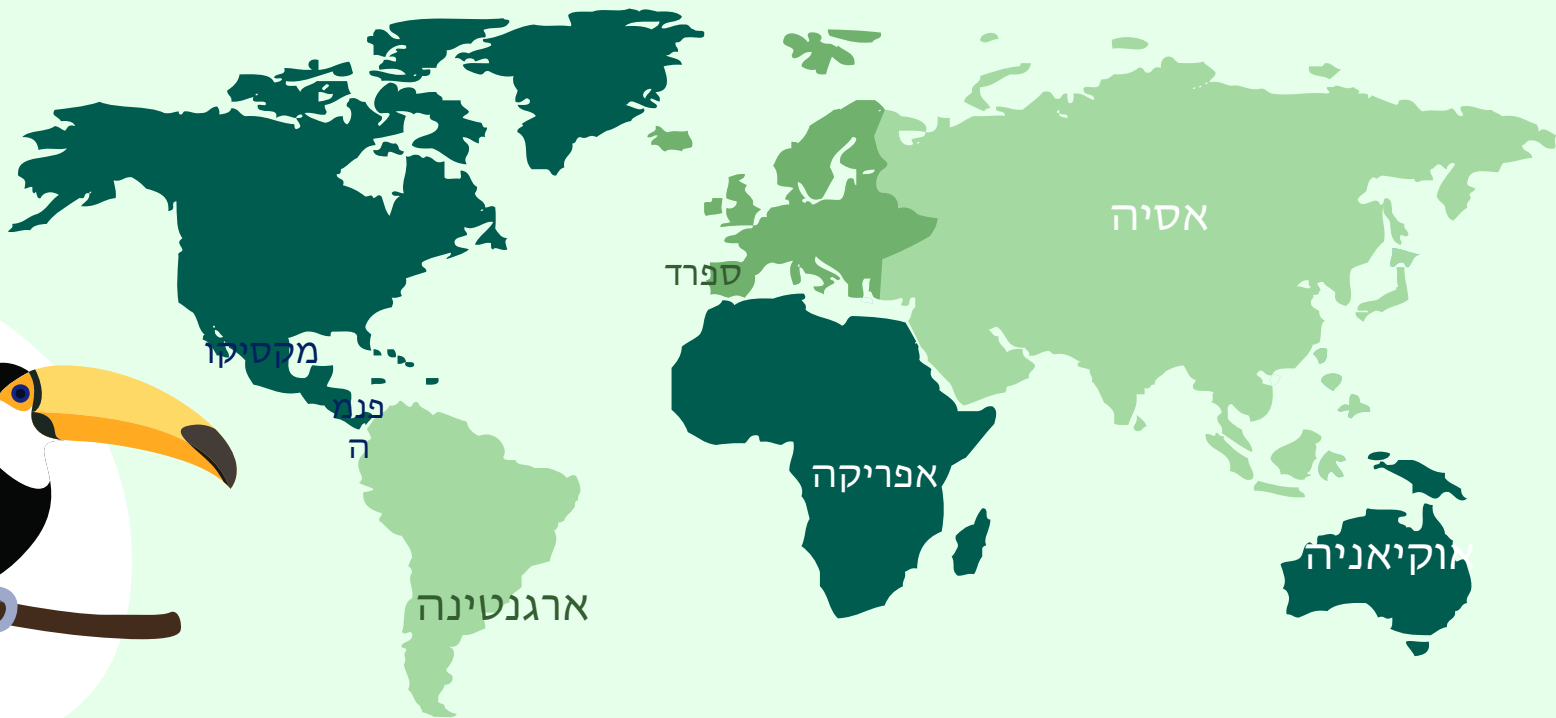 אסיה
ספרד
מקסיקו
פנמ
ה
אפריקה
אוקיאניה
ארגנטינה